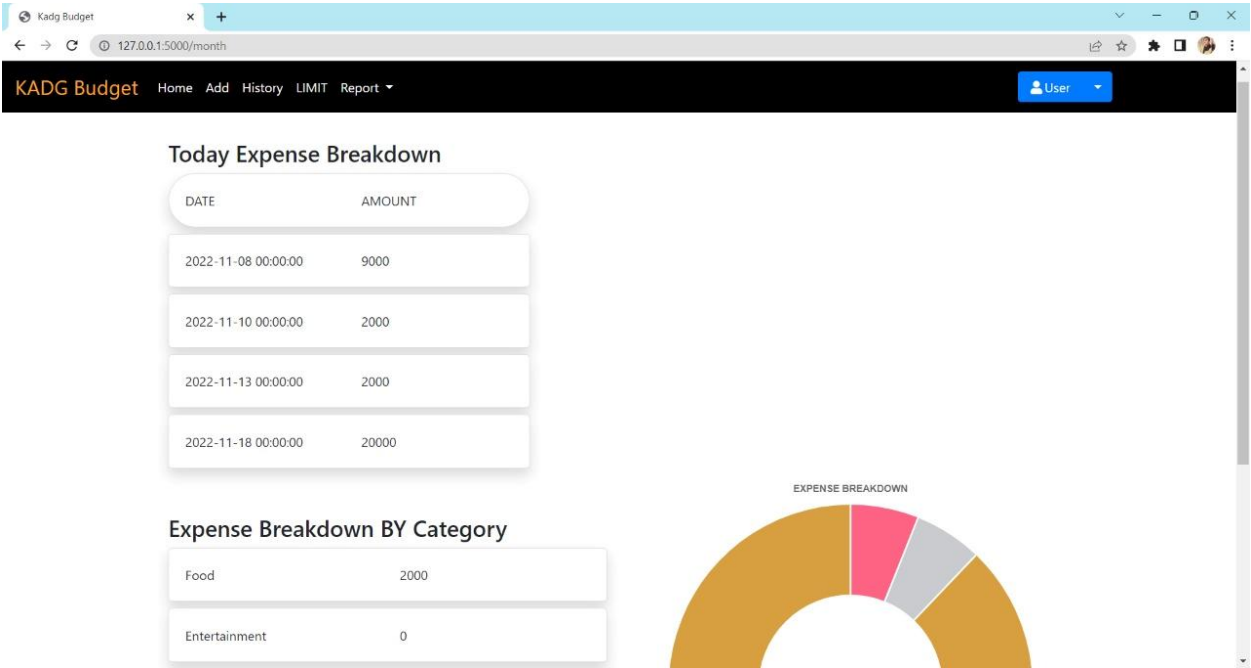 Kadg Budget
127.0.0.1:5000/month
KADG Budget Home Add History LIMIT Report User
Today Expense Breakdown
DATE AMOUNT
2022-11-08 00:00:00 9000
2022-11-10 00:00:00 2000
2022-11-13 00:00:00 2000
2022-11-18 00:00:00 20000
EXPENSE BREAKDOWN
Expense Breakdown BY Category
Food 2000
Entertainment 0